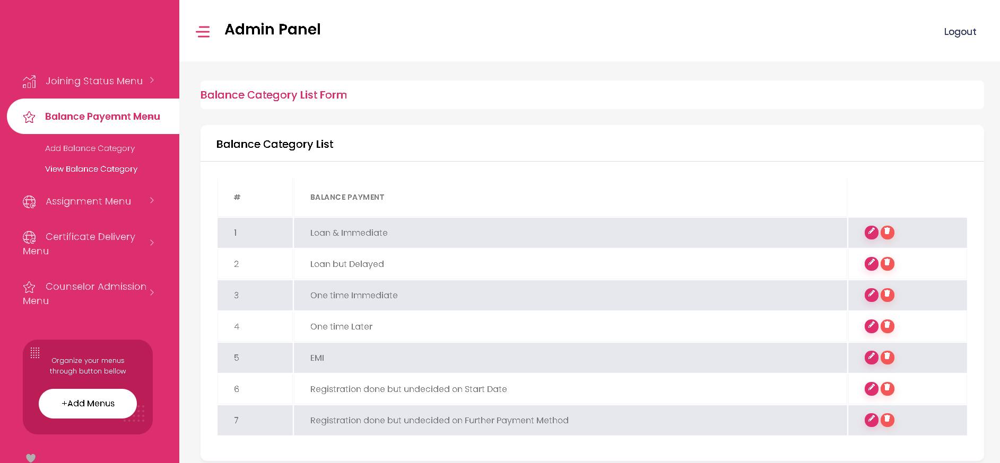 Admin Panel
Logout
Joining Status Menu
Balance Payemnt Menu
Add Balance Category
View Balance Category
Assignment Menu
Certificate Delivery
Menu
Counselor Admission
Menu
Organize your menus
through button bellow
+Add Menus
Balance Category List Form
Balance Category List
# BALANCE PAYMENT
1 Loan & Immediate
2 Loan but Delayed
3 One time Immediate
4 One time Later
5 EMI
6 Registration done but undecided on Start Date
7 Registration done but undecided on Further Payment Method